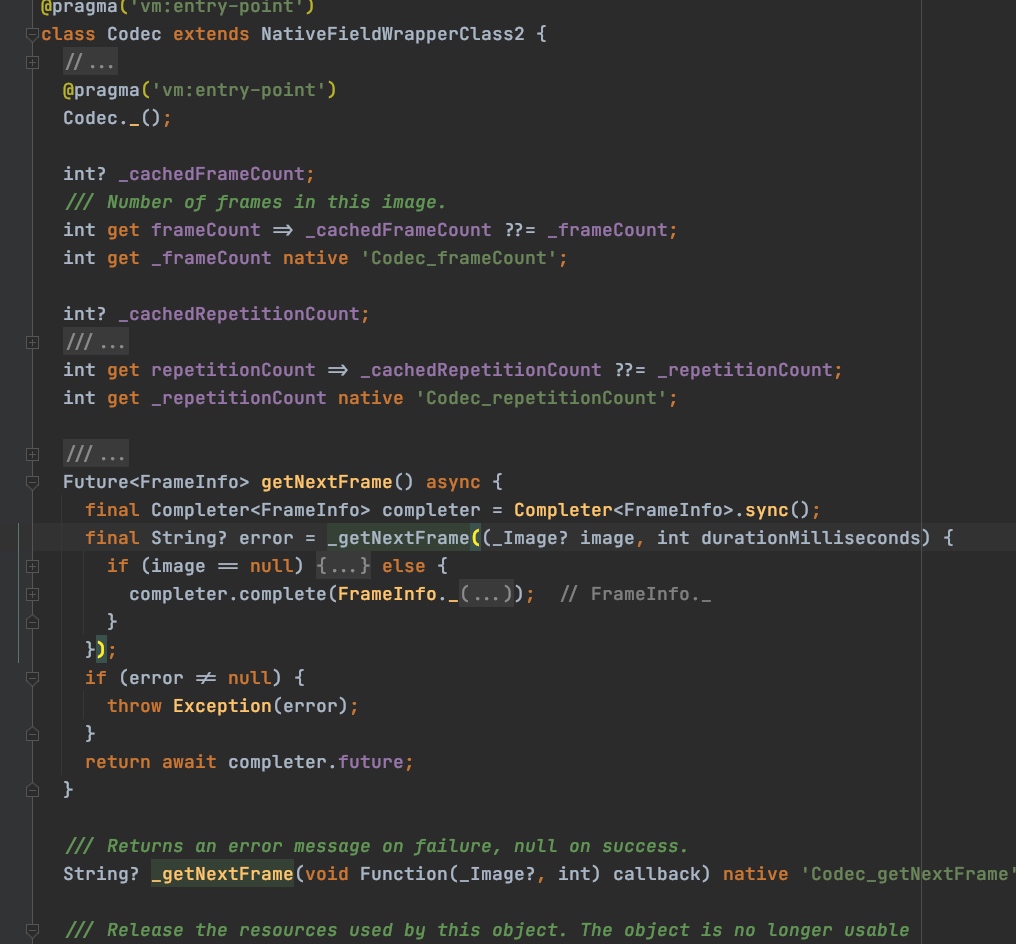 @pragma('vm:entry-point')
class Codec extends NativeFieldWrapperClass2 {
// ...
@pragma('vm:entry-point')
Codec._();
int? _cachedFrameCount;
/// Number of frames in this image.
int get frameCount => _cachedFrameCount ??= _frameCount;
int get _frameCount native 'Codec_frameCount';
int? _cachedRepetitionCount;
/// ...
int get repetitionCount => _cachedRepetitionCount ??= _repetitionCount;
int get _repetitionCount native 'Codec_repetitionCount';
/// ...
Future<FrameInfo> getNextFrame() async {
final Completer<FrameInfo> completer = Completer<FrameInfo>.sync();
final String? error = _getNextFrame((_Image? image, int durationMilliseconds) {
if (image == null) {...} else {
completer.complete(FrameInfo._(...));  // FrameInfo._
}
});
if (error != null) {
throw Exception(error);
}
return await completer.future;
}
/// Returns an error message on failure, null on success.
String? _getNextFrame(void Function(_Image?, int) callback) native 'Codec_getNextFrame'
/// Release the resources used by this object. The object is no longer usable